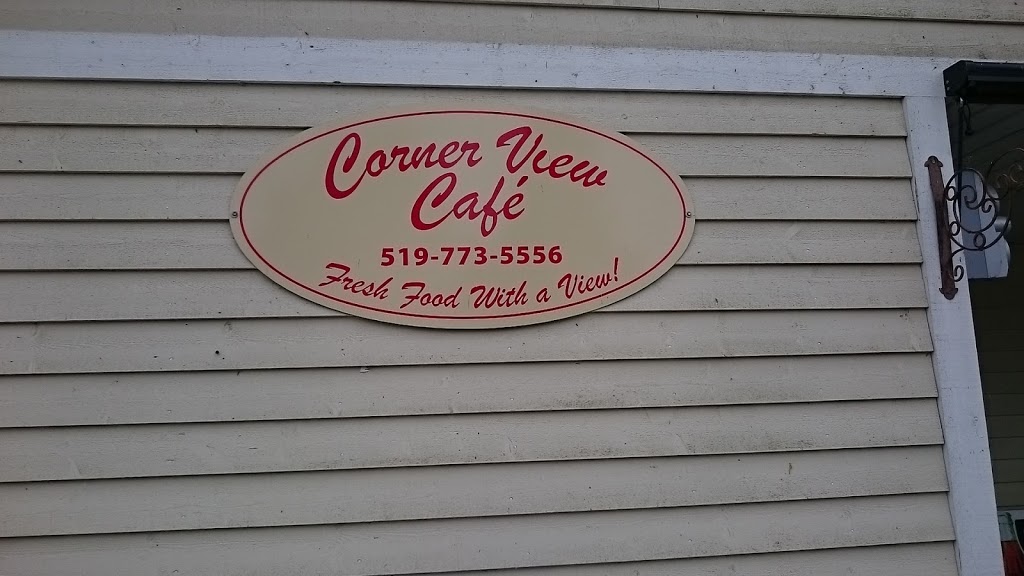 Corner View
Café
519-773-5556
Fresh Food With a View!